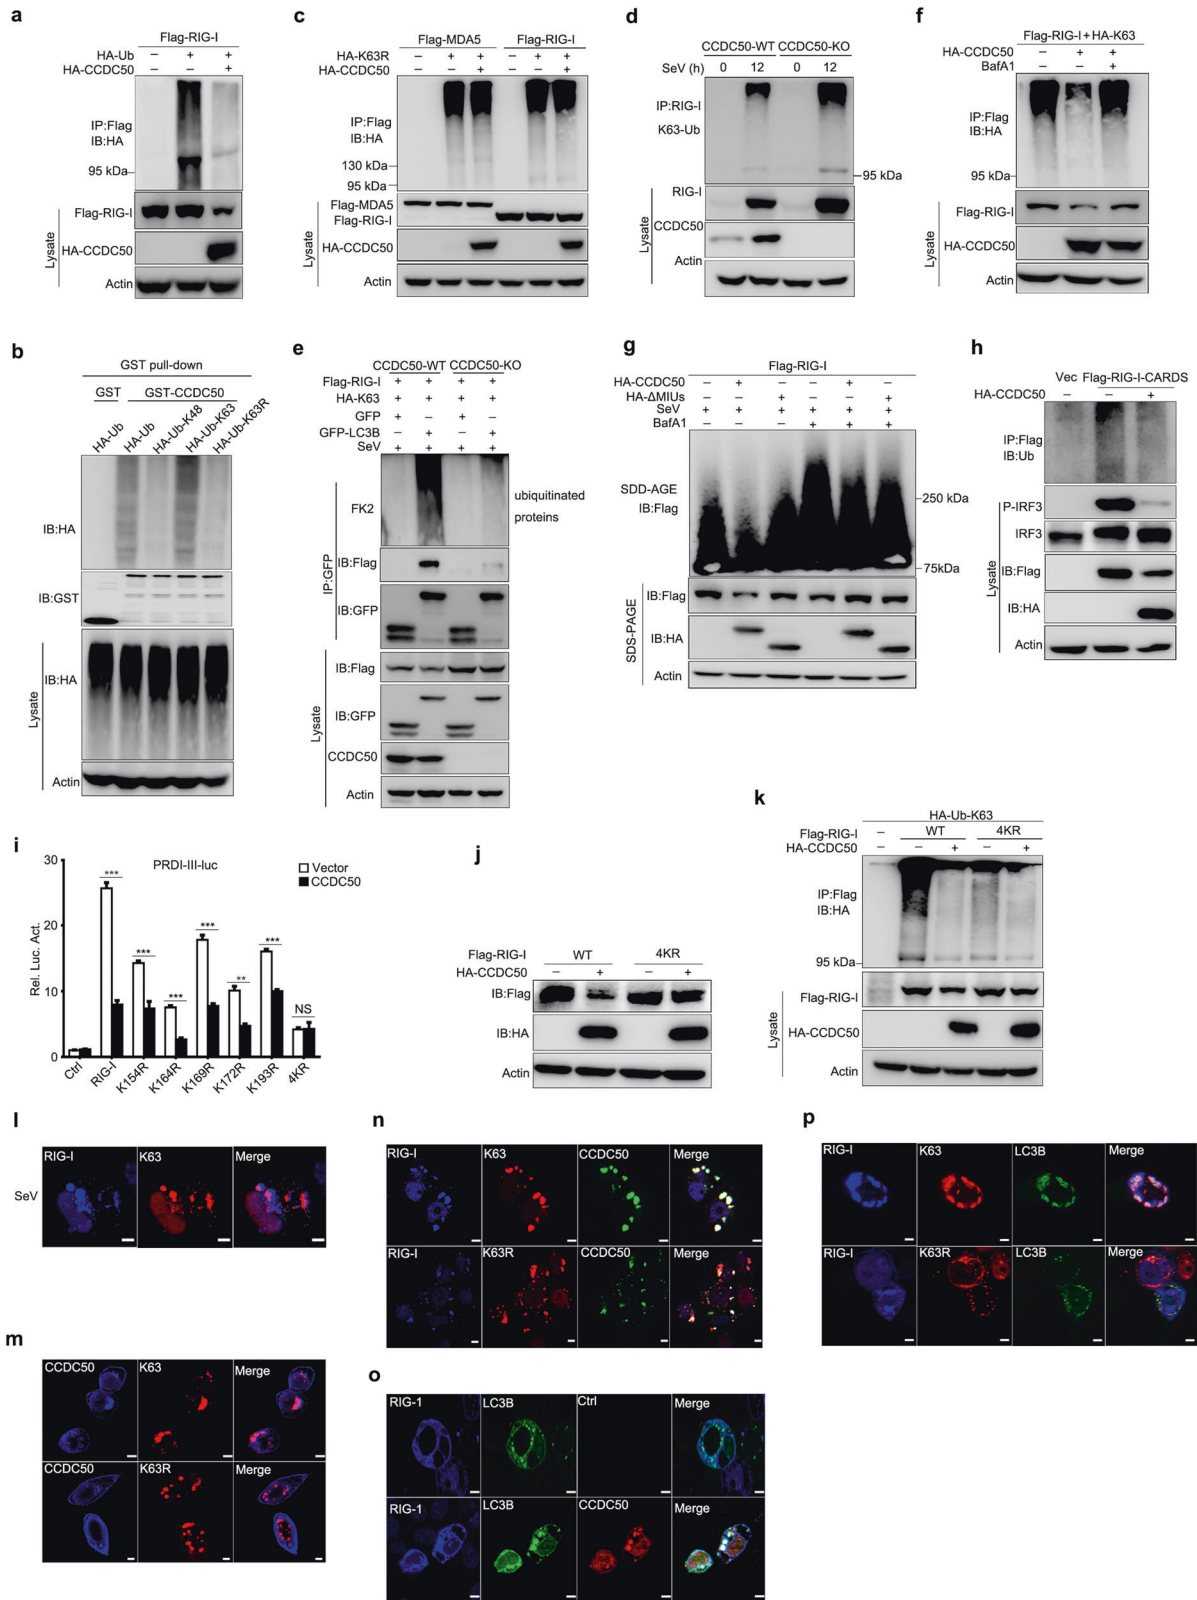 a
Flag-RIG-I
HA-Ub – + +
HA-CCDC50 – – +
IP:Flag
IB:HA
95 kDa
Flag-RIG-I
HA-CCDC50
Actin
Lysate
c
Flag-MDA5 Flag-RIG-I
HA-K63R – + + – + +
HA-CCDC50 – – + – – +
IP:Flag
IB:HA
130 kDa
95 kDa
Flag-MDA5
Flag-RIG-I
HA-CCDC50
Actin
Lysate
d
CCDC50-WT CCDC50-KO
SeV (h) 0 12 0 12
IP:RIG-I
K63-Ub
95 kDa
RIG-I
CCDC50
Actin
Lysate
f
Flag-RIG-I+HA-K63
HA-CCDC50 – + +
BafA1 – – +
IP:Flag
IB:HA
95 kDa
Flag-RIG-I
HA-CCDC50
Actin
Lysate
b
GST pull-down
GST GST-CCDC50
HA-Ub HA-Ub HA-Ub-K48 HA-Ub-K63 HA-Ub-K63R
IB:HA
IB:GST
IB:HA
Actin
Lysate
e
CCDC50-WT CCDC50-KO
Flag-RIG-I + + + +
HA-K63 + + + +
GFP + – + –
GFP-LC3B – + – +
SeV + + + +
FK2
ubiquitinated
proteins
IB:Flag
IB:GFP
IP:GFP
IB:Flag
IB:GFP
CCDC50
Actin
Lysate
g
Flag-RIG-I
HA-CCDC50 – + – – + –
HA-ΔMIUs – – + – – +
SeV + + + + + +
BafA1 – – – + + +
SDD-AGE
IB:Flag
250 kDa
75kDa
IB:Flag
IB:HA
Actin
SDS-PAGE
h
Vec Flag-RIG-I-CARDS
HA-CCDC50 – – +
IP:Flag
IB:Ub
P-IRF3
IRF3
IB:Flag
IB:HA
Actin
Lysate
i
PRDI-III-luc
Vector
CCDC50
Rel. Luc. Act.
30
20
10
0
*** *** *** *** ** *** NS
Ctrl RIG-I K154R K164R K169R K172R K193R 4KR
j
Flag-RIG-I WT 4KR
HA-CCDC50 – + – +
IB:Flag
IB:HA
Actin
k
HA-Ub-K63
Flag-RIG-I – WT 4KR
HA-CCDC50 – – + – +
IP:Flag
IB:HA
95 kDa
Flag-RIG-I
HA-CCDC50
Actin
Lysate
l
SeV
RIG-I K63 Merge
m
CCDC50 K63 Merge
CCDC50 K63R Merge
n
RIG-I K63 CCDC50 Merge
RIG-I K63R CCDC50 Merge
o
RIG-1 LC3B Ctrl Merge
RIG-1 LC3B CCDC50 Merge
p
RIG-I K63 LC3B Merge
RIG-I K63R LC3B Merge